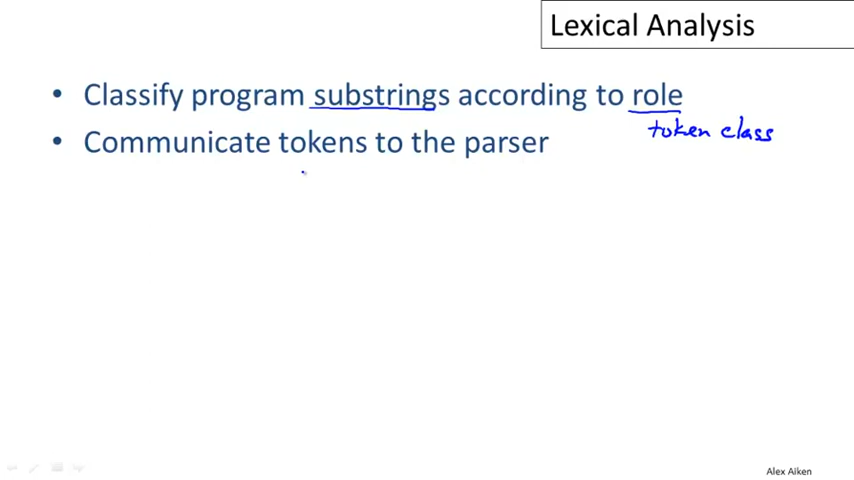 Lexical Analysis
• Classify program substrings according to role
token class
• Communicate tokens to the parser
Alex Aiken